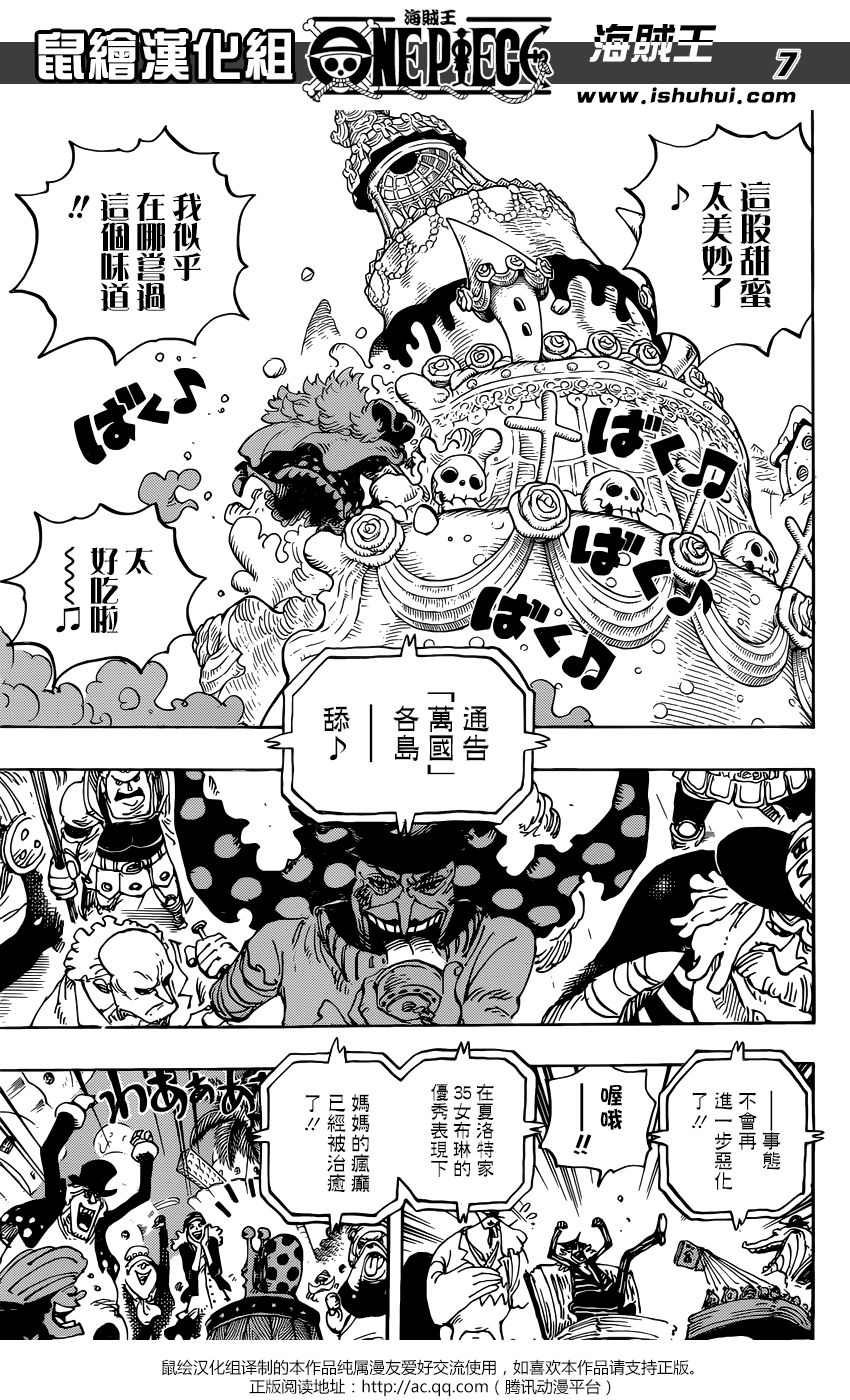 鼠繪漢化組
海賊王
ONE PIECE
海賊王
7
www.ishuhui.com
這股甜蜜
太美妙了
♪
我似乎
在哪嘗過
這個味道
!!
ばく♪
ばく♫
ばく♪
ばく♫
太
好吃啦
～～♫
通告
「萬國」
各島
──
舔♪
──事態
不會再
進一步惡化
了!!
──喔哦
!!
在夏洛特家
35女布琳的
優秀表現下
媽媽的瘋癲
已經被治癒
了!!
わあぁぁぁ
鼠绘汉化组译制的本作品纯属漫友爱好交流使用，如喜欢本作品请支持正版。
正版阅读地址：http://ac.qq.com（腾讯动漫平台）